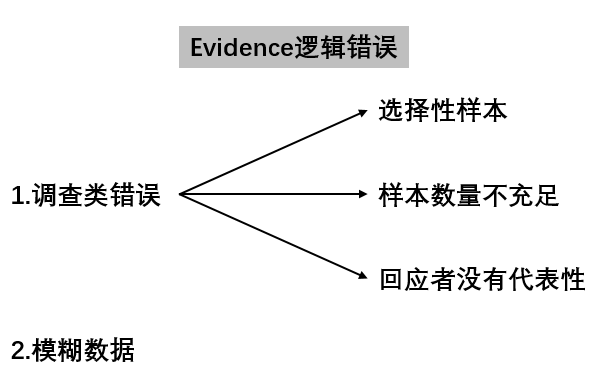 Evidence逻辑错误
选择性样本
1.调查类错误
样本数量不充足
回应者没有代表性
2.模糊数据